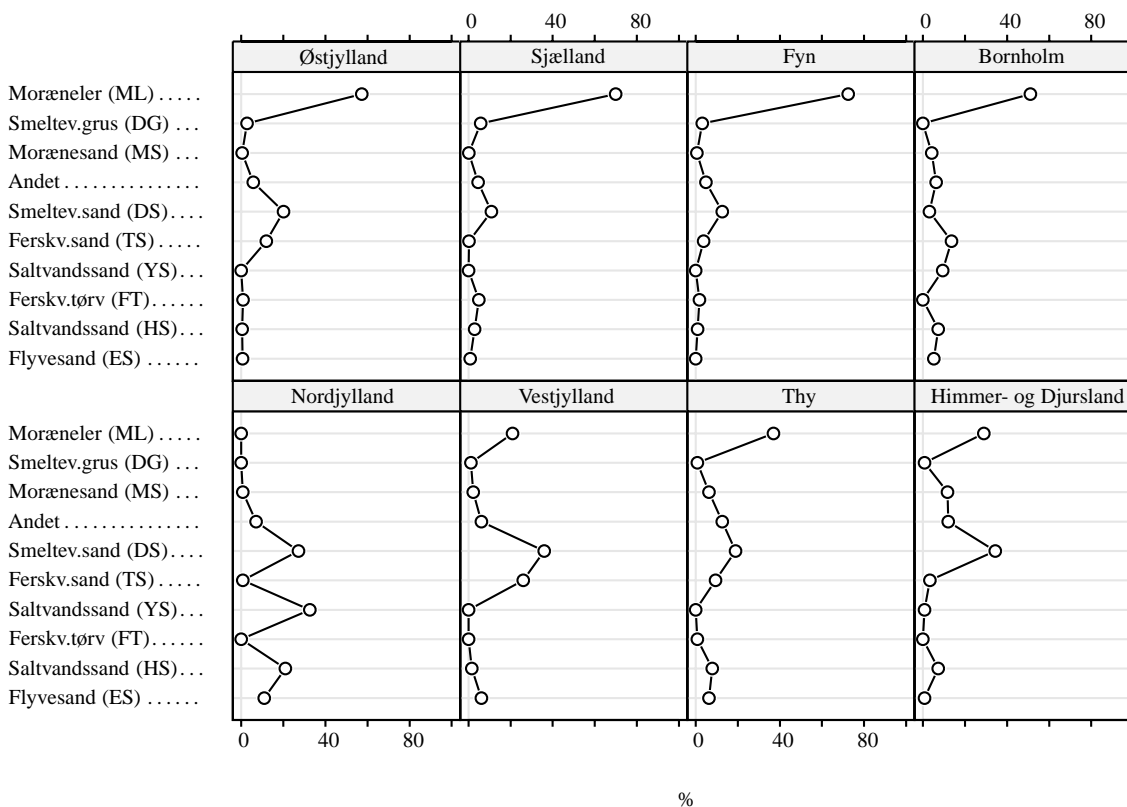 0 40 80 0 40 80
Østjylland Sjælland Fyn Bornholm
Moræneler (ML) .....
Smeltev.grus (DG) ...
Morænesand (MS) ...
Andet ...............
Smeltev.sand (DS) ....
Ferskv.sand (TS) .....
Saltvandssand (YS) ...
Ferskv.tørv (FT) ......
Saltvandssand (HS) ...
Flyvesand (ES) ......
Nordjylland Vestjylland Thy Himmer- og Djursland
Moræneler (ML) .....
Smeltev.grus (DG) ...
Morænesand (MS) ...
Andet ...............
Smeltev.sand (DS) ....
Ferskv.sand (TS) .....
Saltvandssand (YS) ...
Ferskv.tørv (FT) ......
Saltvandssand (HS) ...
Flyvesand (ES) ......
0 40 80 0 40 80
%